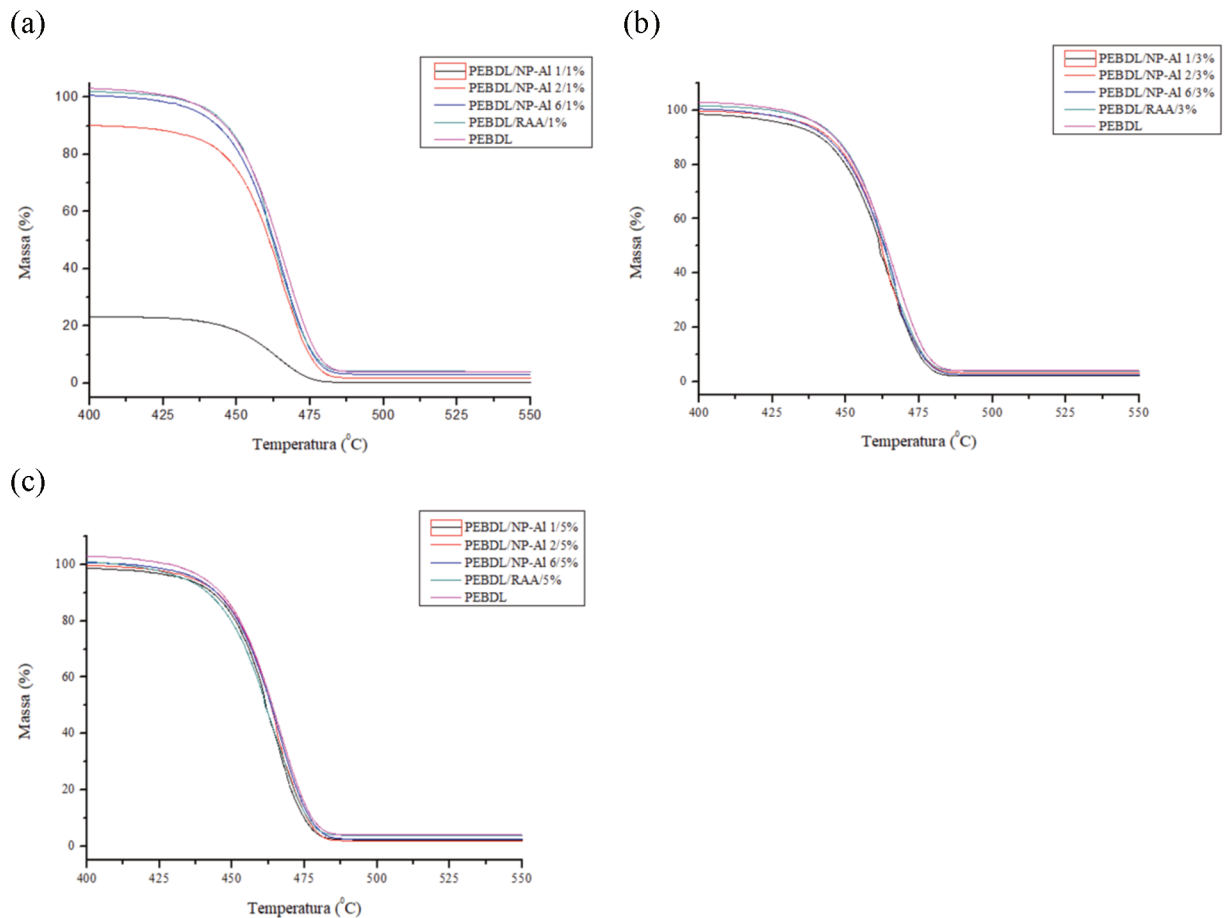 (a)
PEBDL/NP-Al 1/1%
PEBDL/NP-Al 2/1%
PEBDL/NP-Al 6/1%
PEBDL/RAA/1%
PEBDL
Massa (%)
100
80
60
40
20
0
400 425 450 475 500 525 550
Temperatura (⁰C)
(b)
PEBDL/NP-Al 1/3%
PEBDL/NP-Al 2/3%
PEBDL/NP-Al 6/3%
PEBDL/RAA/3%
PEBDL
Massa (%)
100
80
60
40
20
0
400 425 450 475 500 525 550
Temperatura (⁰C)
(c)
PEBDL/NP-Al 1/5%
PEBDL/NP-Al 2/5%
PEBDL/NP-Al 6/5%
PEBDL/RAA/5%
PEBDL
Massa (%)
100
80
60
40
20
0
400 425 450 475 500 525 550
Temperatura (⁰C)